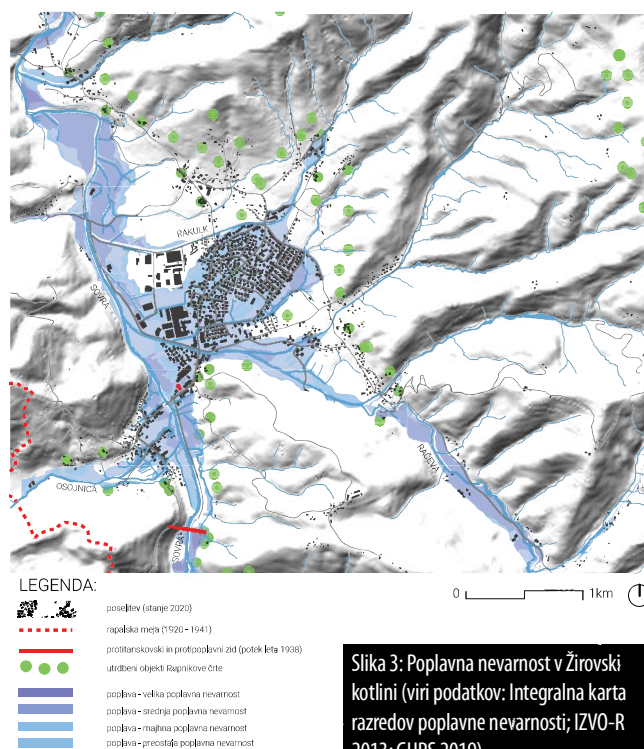 RAKULK
SOVRA
RAČEVA
OSOJNICA
SOVRA
LEGENDA:
0 1km
poselitev (stanje 2020)
rapalska meja (1920 - 1941)
protitankovski in protipoplavni zid (potek leta 1938)
utrdbeni objekti Rupnikove črte
poplava - velika poplavna nevarnost
poplava - srednja poplavna nevarnost
poplava - majhna poplavna nevarnost
poplava - preostala poplavna nevarnost
Slika 3: Poplavna nevarnost v Žirovski
kotlini (viri podatkov: Integralna karta
razredov poplavne nevarnosti; IZVO-R